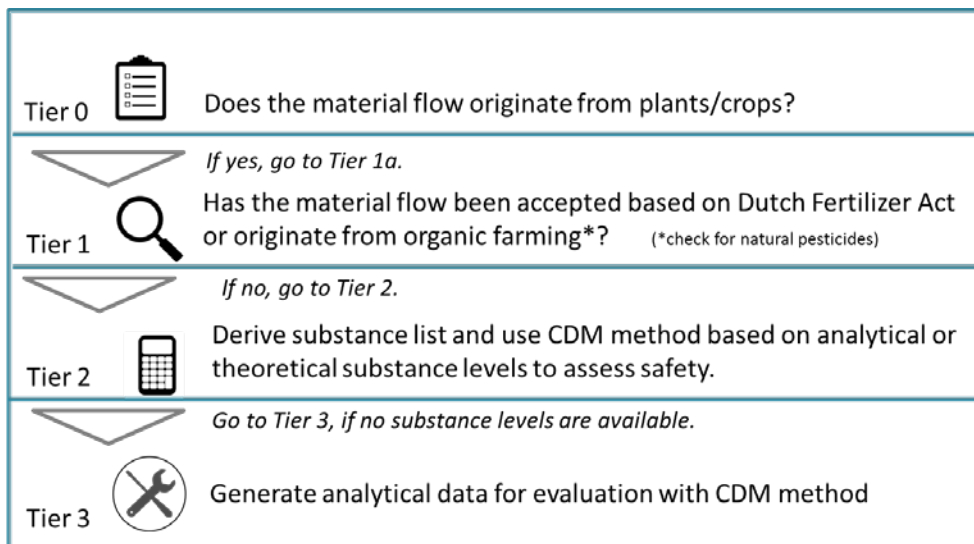 Tier 0
Does the material flow originate from plants/crops?
If yes, go to Tier 1a.
Tier 1
Has the material flow been accepted based on Dutch Fertilizer Act
or originate from organic farming*? (*check for natural pesticides)
If no, go to Tier 2.
Tier 2
Derive substance list and use CDM method based on analytical or
theoretical substance levels to assess safety.
Go to Tier 3, if no substance levels are available.
Tier 3
Generate analytical data for evaluation with CDM method